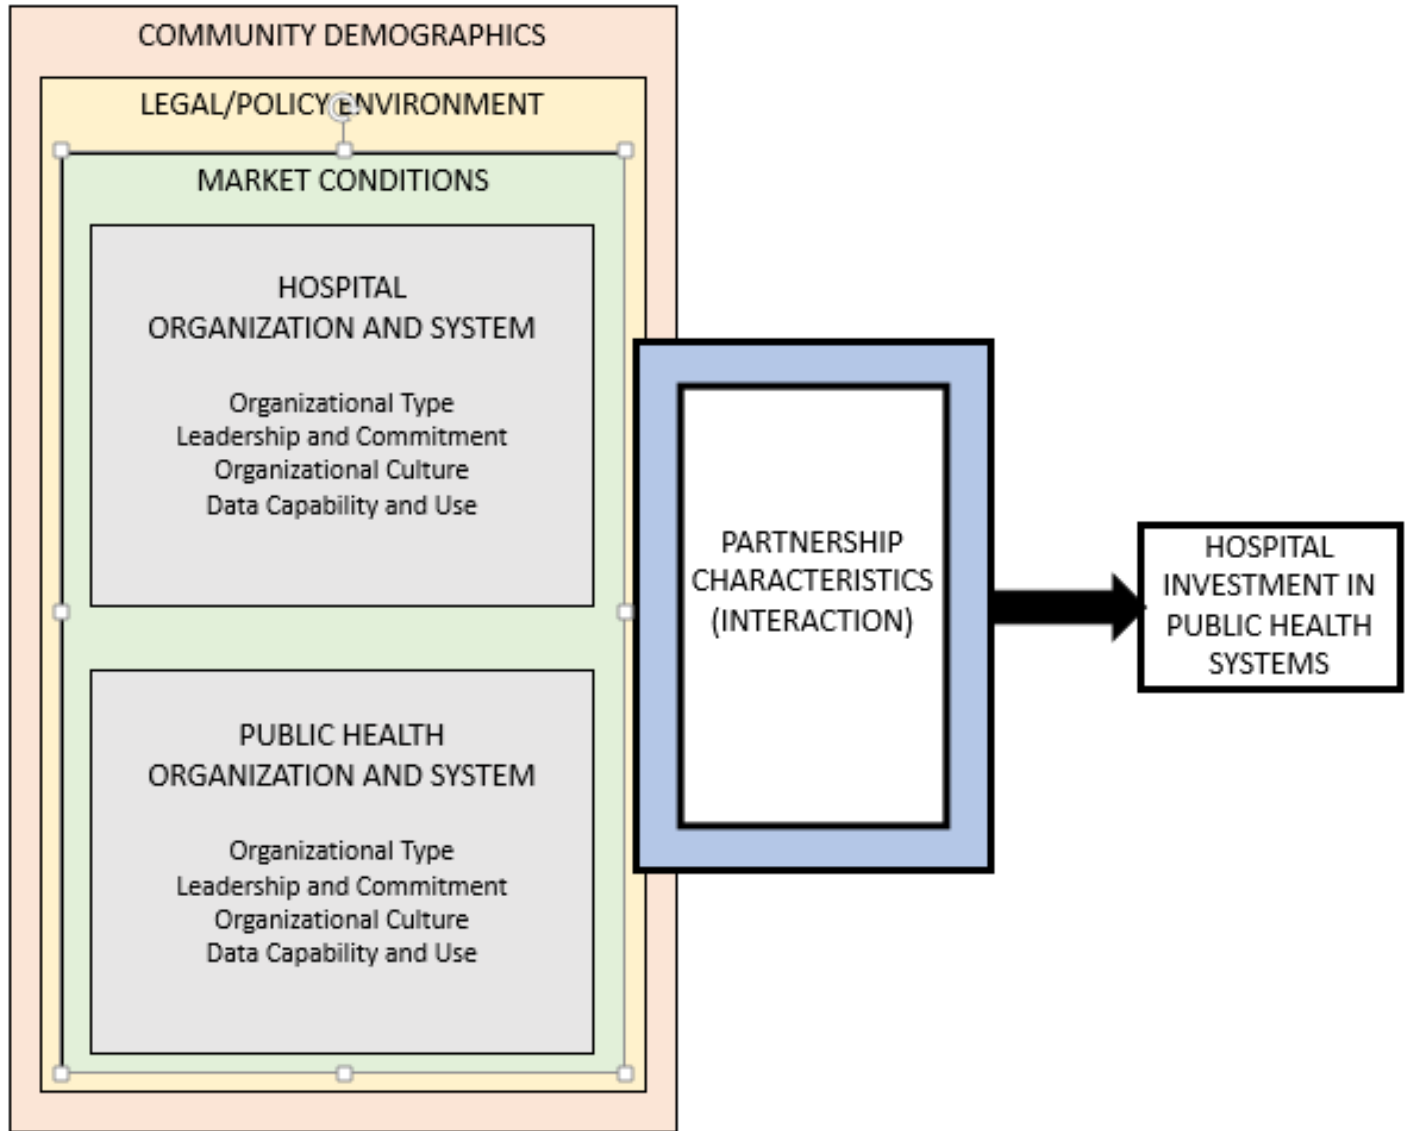 COMMUNITY DEMOGRAPHICS
LEGAL/POLICY ENVIRONMENT
MARKET CONDITIONS
HOSPITAL
ORGANIZATION AND SYSTEM
Organizational Type
Leadership and Commitment
Organizational Culture
Data Capability and Use
PUBLIC HEALTH
ORGANIZATION AND SYSTEM
Organizational Type
Leadership and Commitment
Organizational Culture
Data Capability and Use
PARTNERSHIP
CHARACTERISTICS
(INTERACTION)
HOSPITAL
INVESTMENT IN
PUBLIC HEALTH
SYSTEMS